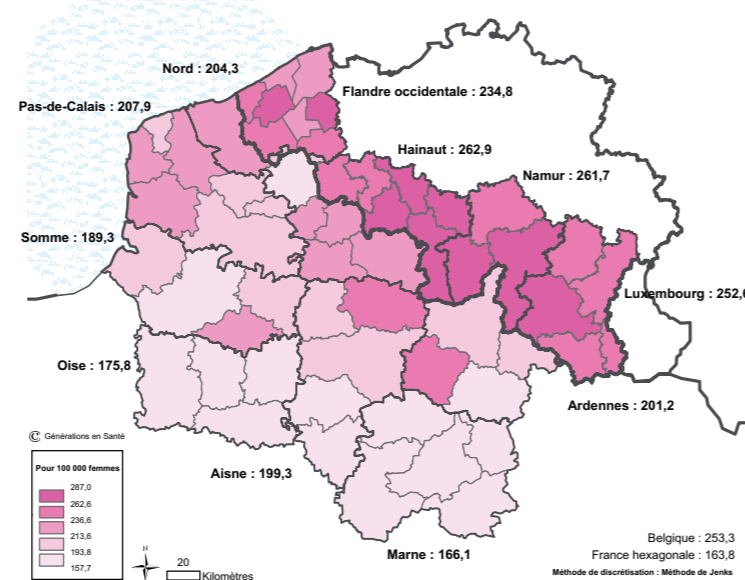 Nord : 204,3
Flandre occidentale : 234,8
Pas-de-Calais : 207,9
Hainaut : 262,9
Namur : 261,7
Somme : 189,3
Luxembourg : 252,6
Oise : 175,8
Ardennes : 201,2
© Générations en Santé
Aisne : 199,3
Pour 100 000 femmes
287,0
262,6
236,6
213,6
193,8
157,7
Marne : 166,1
N
20
Kilomètres
Belgique : 253,3
France hexagonale : 163,8
Méthode de discrétisation : Méthode de Jenks